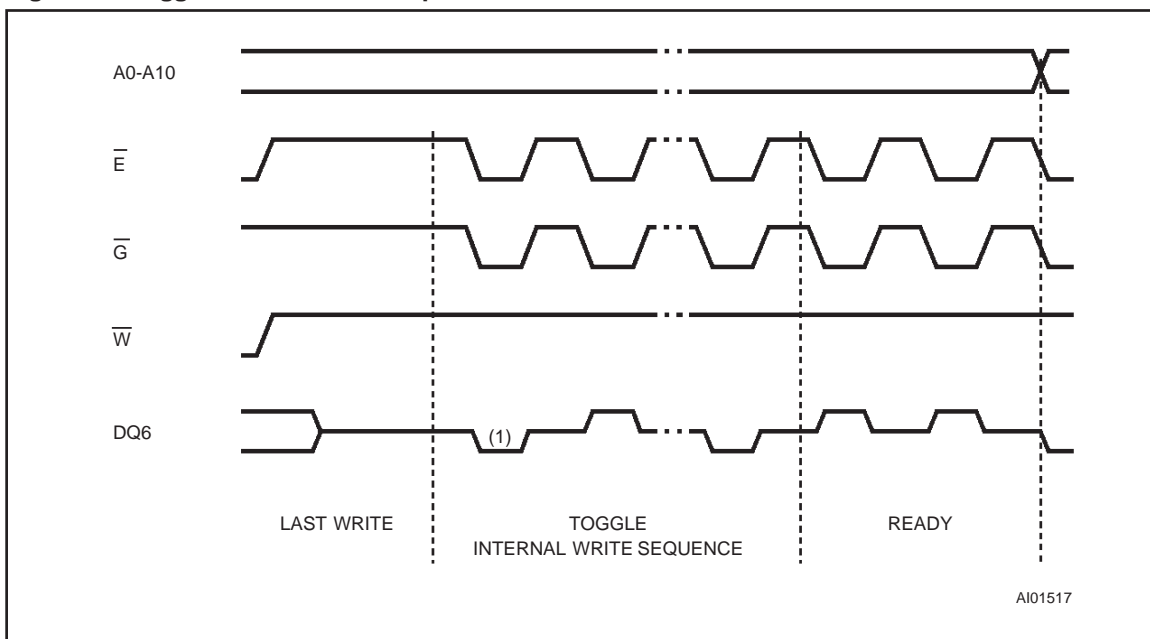 A0-A10
E
G
W
DQ6
(1)
LAST WRITE
TOGGLE
READY
INTERNAL WRITE SEQUENCE
AI01517